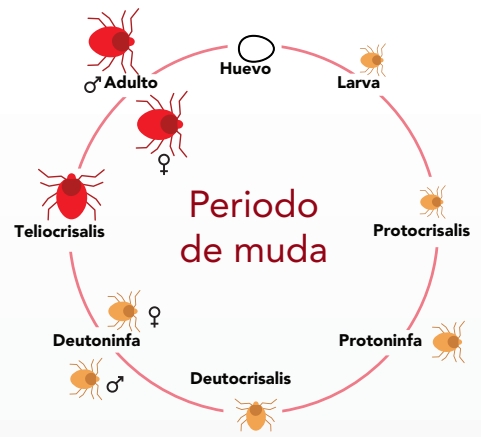 Huevo
Larva
♂ Adulto
♀
Periodo
de muda
Teliocrisalis
Protocrisalis
♀
Deutoninfa
♂
Protoninfa
Deutocrisalis